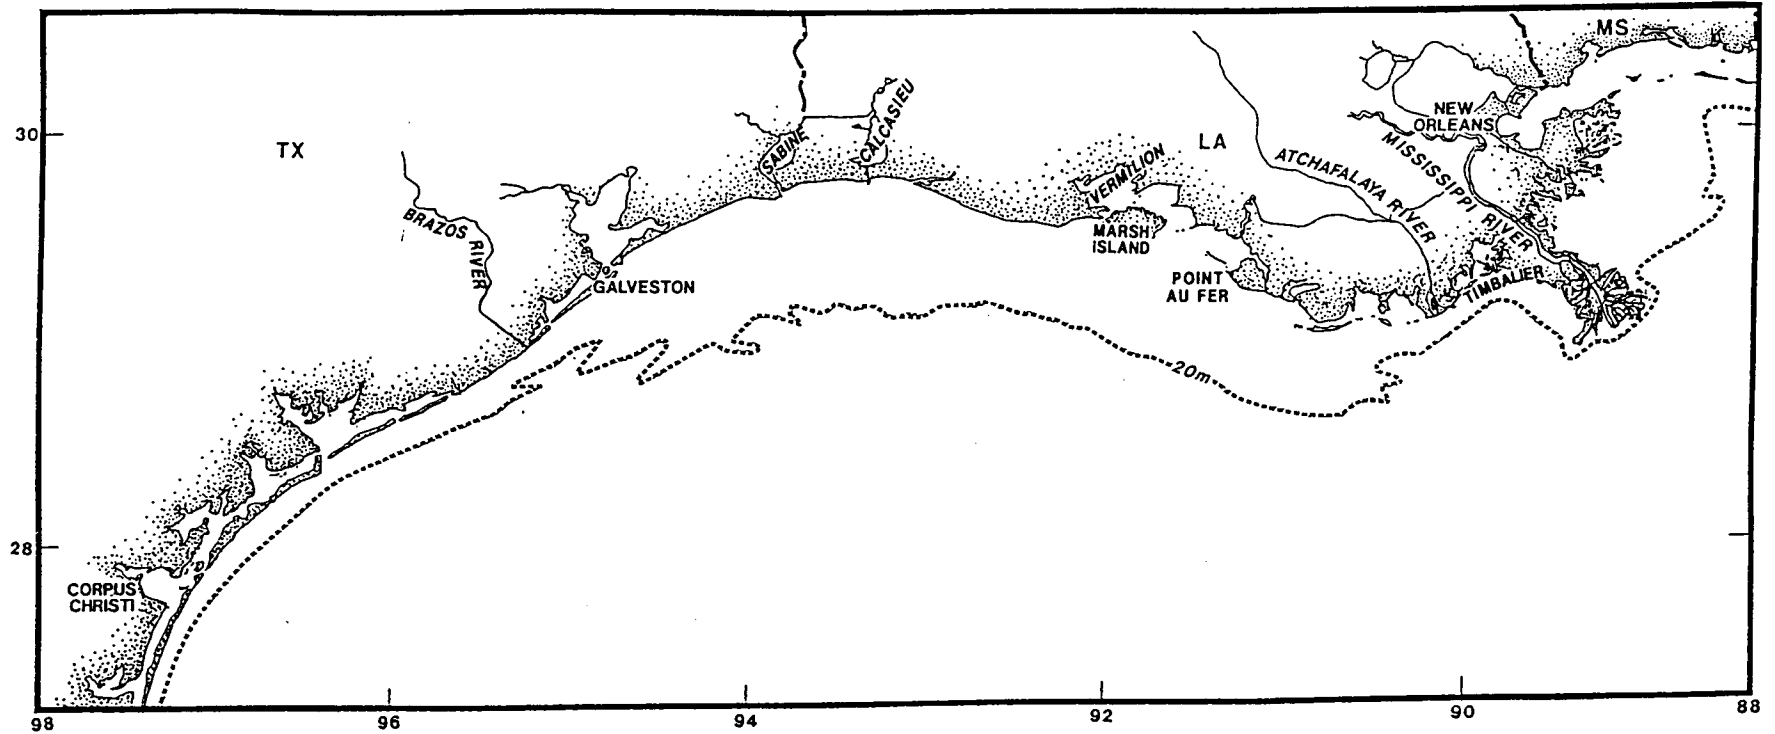 MS
30
TX
BRAZOS
RIVER
GALVESTON
SABINE
CALCASIEU
VERMILION
MARSH
ISLAND
LA
ATCHAFALAYA RIVER
NEW
ORLEANS
MISSISSIPPI RIVER
POINT
AU FER
TIMBALIER
20m
28
CORPUS
CHRISTI
98
96
94
92
90
88